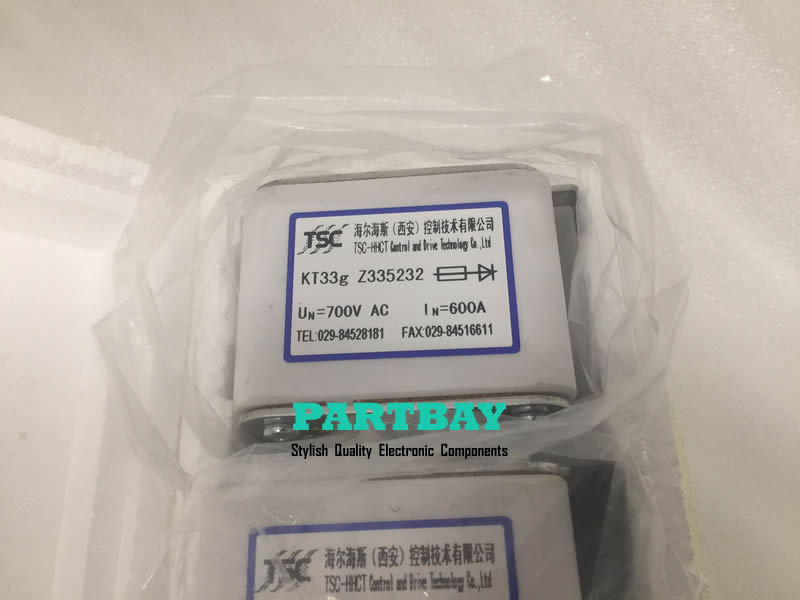 TSC 海尔海斯（西安）控制技术有限公司
TSC-HHCT Control and Drive Technology Co.,Ltd
KT33g Z335232
UN=700V AC IN=600A
TEL:029-84528181 FAX:029-84516611
PARTBAY
Stylish Quality Electronic Components
TSC 海尔海斯（西安）控制技术有限公司
TSC-HHCT Control and Drive Technology Co.,Ltd